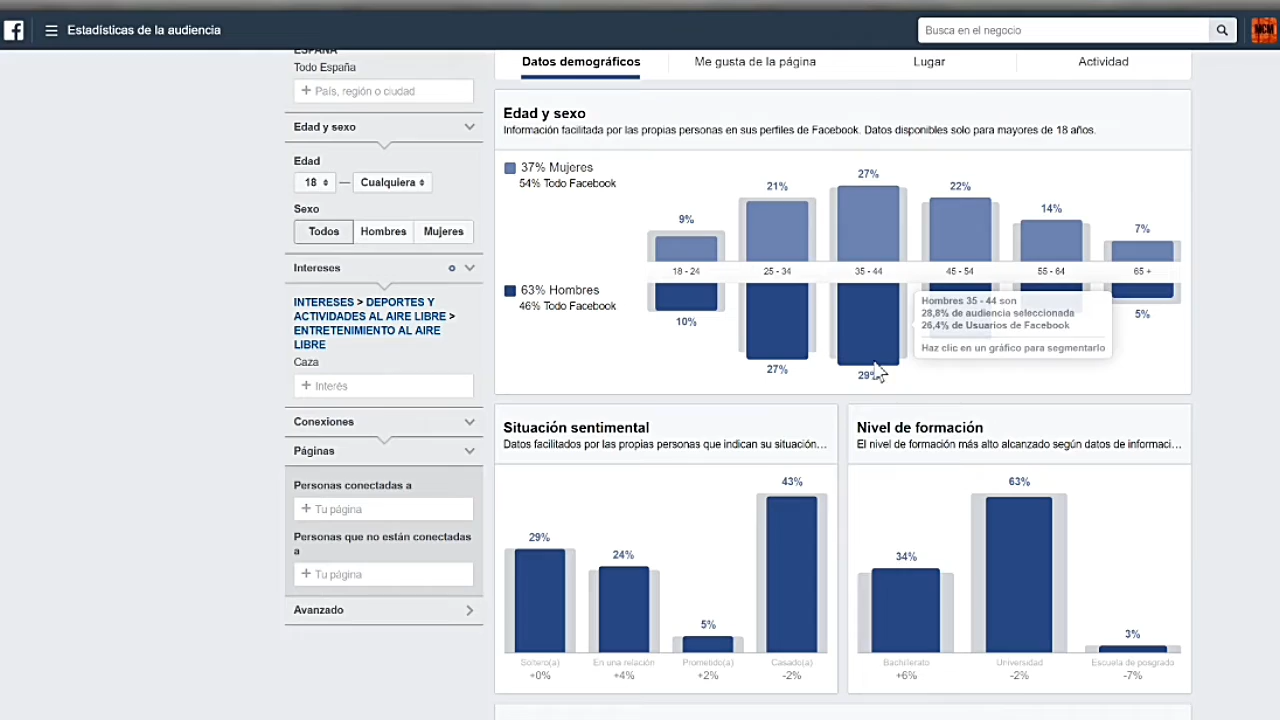 Estadísticas de la audiencia
Busca en el negocio
ESPAÑA
Todo España
+ País, región o ciudad
Edad y sexo
Edad
18 — Cualquiera
Sexo
Todos Hombres Mujeres
Intereses
INTERESES > DEPORTES Y
ACTIVIDADES AL AIRE LIBRE >
ENTRETENIMIENTO AL AIRE
LIBRE
Caza
+ Interés
Conexiones
Páginas
Personas conectadas a
+ Tu página
Personas que no están conectadas
a
+ Tu página
Avanzado
Datos demográficos Me gusta de la página Lugar Actividad
Edad y sexo
Información facilitada por las propias personas en sus perfiles de Facebook. Datos disponibles solo para mayores de 18 años.
37% Mujeres
54% Todo Facebook
9% 21% 27% 22% 14% 7%
18 - 24 25 - 34 35 - 44 45 - 54 55 - 64 65 +
63% Hombres
46% Todo Facebook
10% 27% 29% 5%
Hombres 35 - 44 son
28,8% de audiencia seleccionada
26,4% de Usuarios de Facebook
Haz clic en un gráfico para segmentarlo
Situación sentimental
Datos facilitados por las propias personas que indican su situación...
29% 24% 5% 43%
Soltero(a) En una relación Prometido(a) Casado(a)
+0% +4% +2% -2%
Nivel de formación
El nivel de formación más alto alcanzado según datos de informaci...
34% 63% 3%
Bachillerato Universidad Escuela de posgrado
+6% -2% -7%